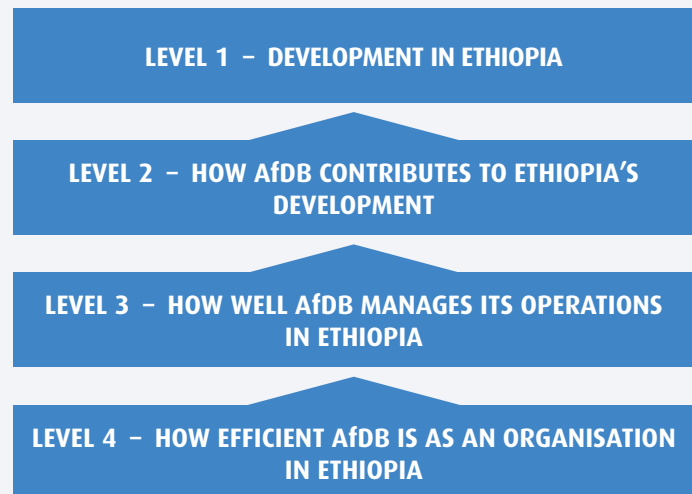 LEVEL 1 – DEVELOPMENT IN ETHIOPIA
LEVEL 2 – HOW AfDB CONTRIBUTES TO ETHIOPIA'S
DEVELOPMENT
LEVEL 3 – HOW WELL AfDB MANAGES ITS OPERATIONS
IN ETHIOPIA
LEVEL 4 – HOW EFFICIENT AfDB IS AS AN ORGANISATION
IN ETHIOPIA